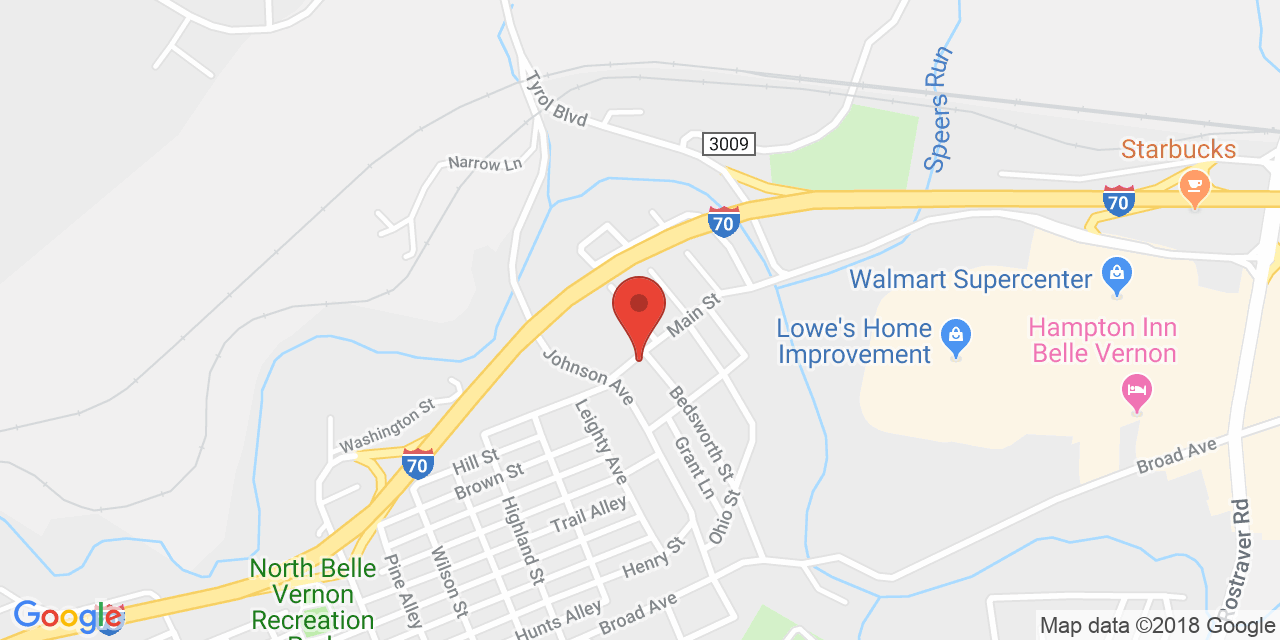 Tyrol Blvd
Speers Run
3009
Starbucks
Narrow Ln
70
70
Walmart Supercenter
Main St
Lowe's Home
Improvement
Hampton Inn
Belle Vernon
Johnson Ave
Bedsworth St
Washington St
Leighty Ave
Grant Ln
Broad Ave
70
Hill St
Brown St
Highland St
Trail Alley
Ohio St
Postraver Rd
Pine Alley
Wilson St
Henry St
North Belle
Vernon
Recreation
Hunts Alley
Broad Ave
Google
Map data ©2018 Google